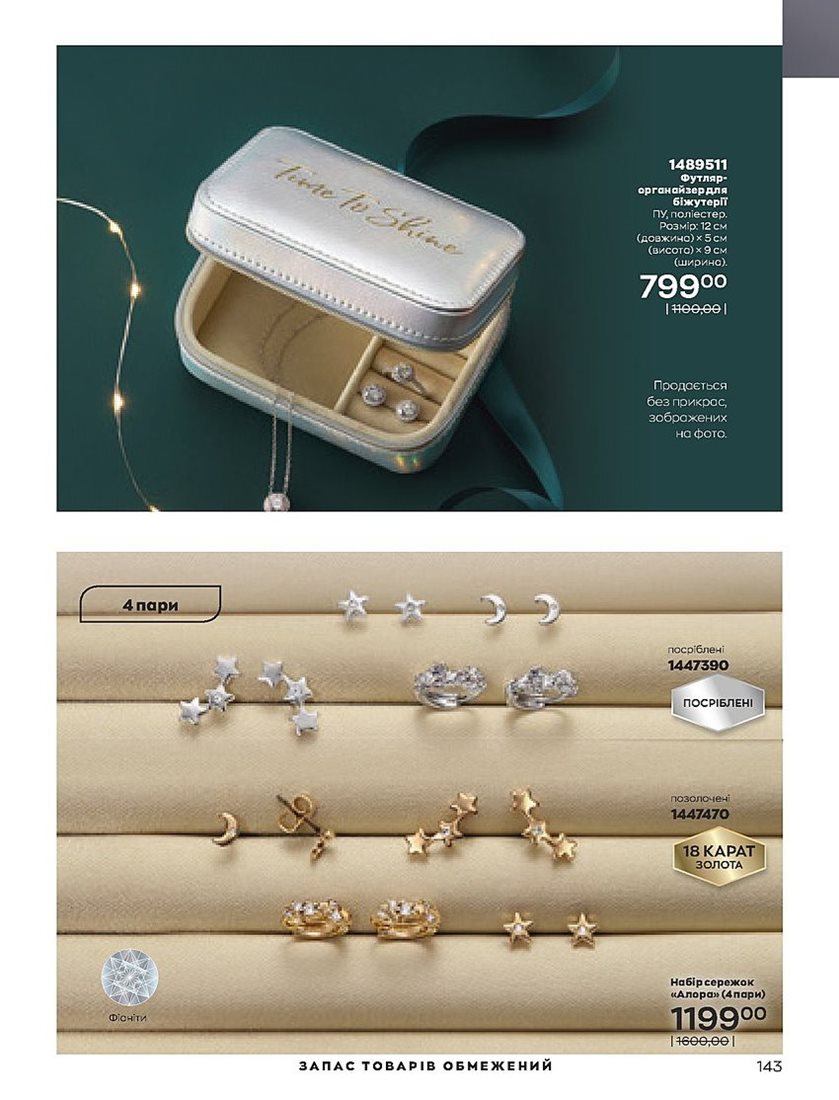 Time To Shine
1489511
Футляр-
органайзер для
біжутерії
ПУ, поліестер.
Розмір: 12 см
(довжина) × 5 см
(висота) × 9 см
(ширина).
799⁰⁰
| 1100,00 |
Продається
без прикрас,
зображених
на фото.
4 пари
посріблені
1447390
ПОСРІБЛЕНІ
позолочені
1447470
18 КАРАТ
ЗОЛОТА
Фіоніти
Набір сережок
«Алора» (4 пари)
1199⁰⁰
| 1600,00 |
ЗАПАС ТОВАРІВ ОБМЕЖЕНИЙ
143